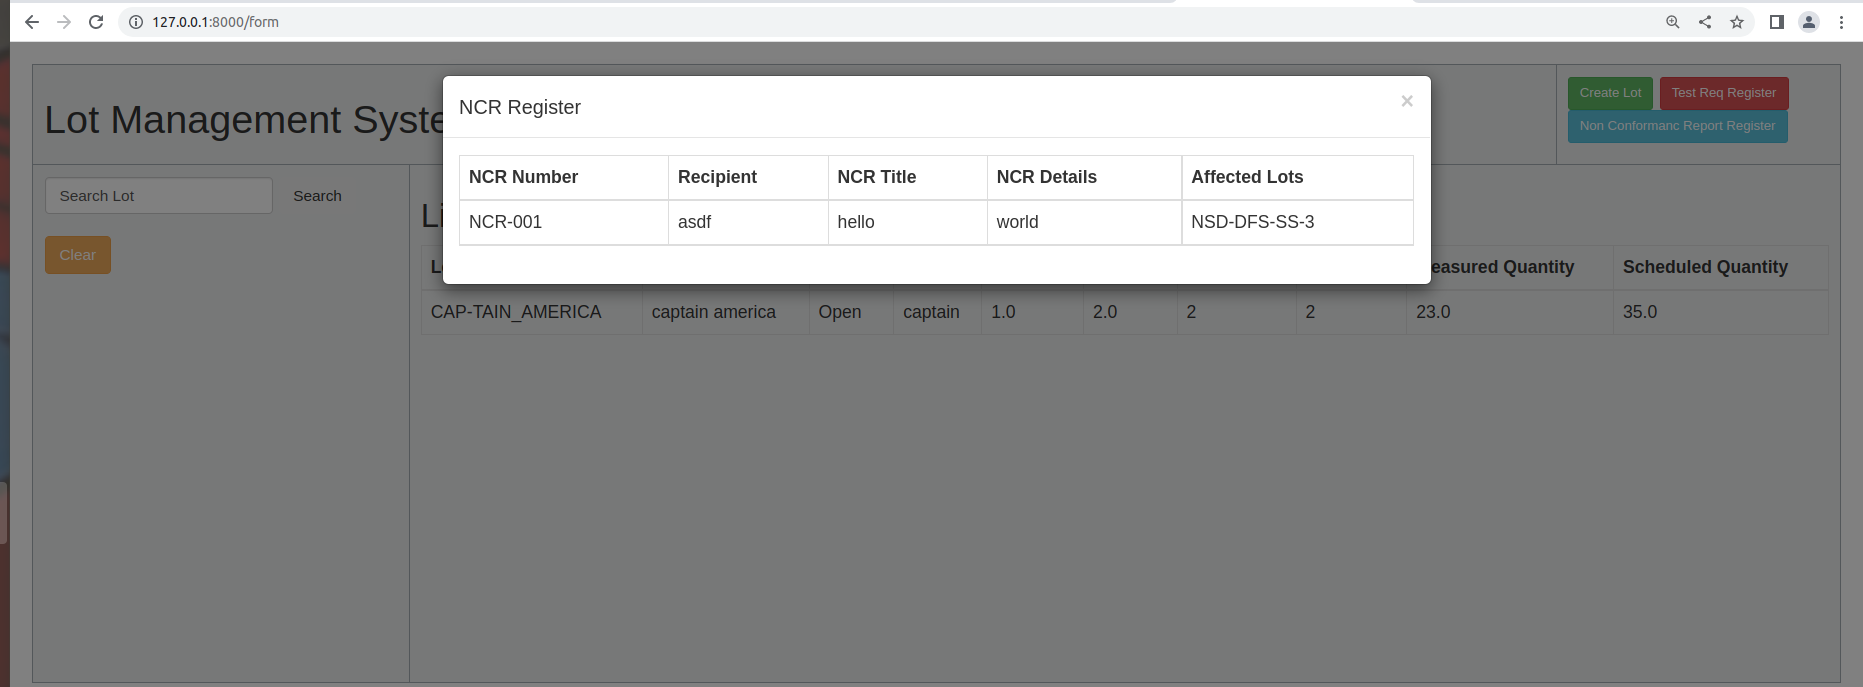 127.0.0.1:8000/form
Lot Management Syste
Create Lot Test Req Register
Non Conformanc Report Register
NCR Register ×
NCR Number Recipient NCR Title NCR Details Affected Lots
NCR-001 asdf hello world NSD-DFS-SS-3
Search Lot Search
Clear
Li
L easured Quantity Scheduled Quantity
CAP-TAIN_AMERICA captain america Open captain 1.0 2.0 2 2 23.0 35.0